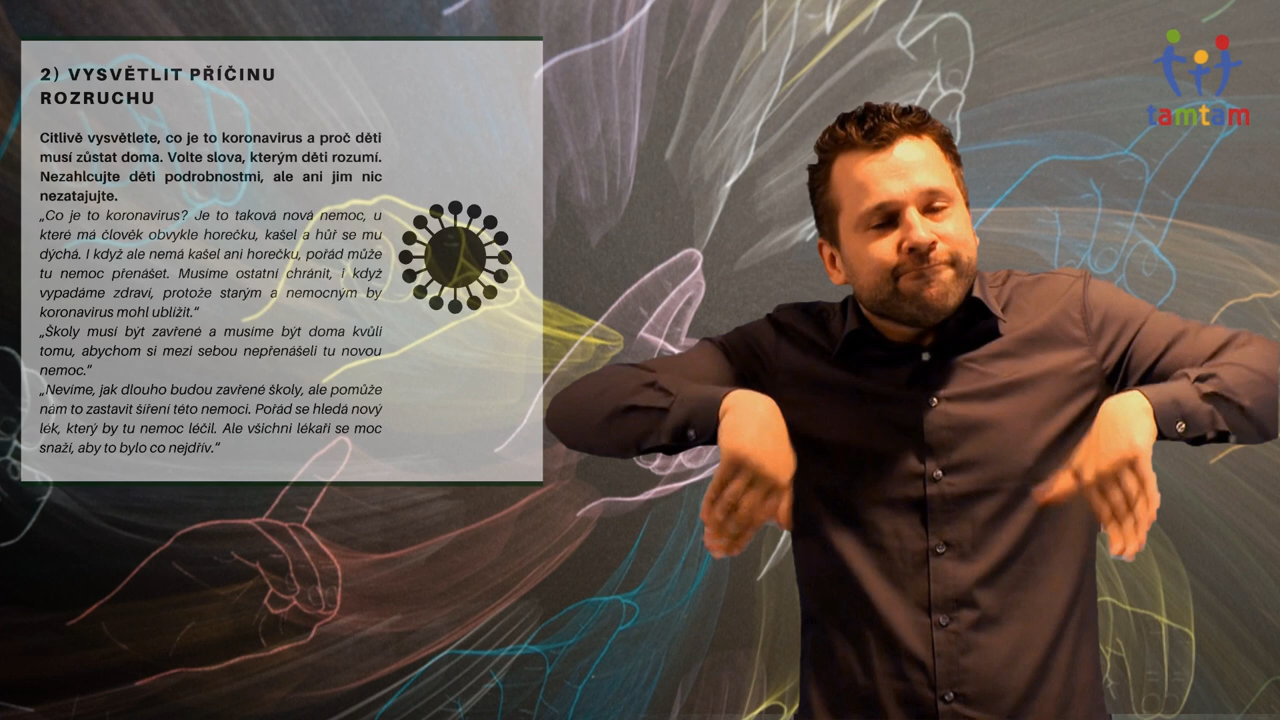 2) VYSVĚTLIT PŘÍČINU
ROZRUCHU
Citlivě vysvětlete, co je to koronavirus a proč děti
musí zůstat doma. Volte slova, kterým děti rozumí.
Nezahlcujte děti podrobnostmi, ale ani jim nic
nezatajujte.
„Co je to koronavirus? Je to taková nová nemoc, u
které má člověk obvykle horečku, kašel a hůř se mu
dýchá. I když ale nemá kašel ani horečku, pořád může
tu nemoc přenášet. Musíme ostatní chránit, i když
vypadáme zdraví, protože starým a nemocným by
koronavirus mohl ublížit.“
„Školy musí být zavřené a musíme být doma kvůli
tomu, abychom si mezi sebou nepřenášeli tu novou
nemoc.”
„Nevíme, jak dlouho budou zavřené školy, ale pomůže
nám to zastavit šíření této nemoci. Pořád se hledá nový
lék, který by tu nemoc léčil. Ale všichni lékaři se moc
snaží, aby to bylo co nejdřív.“
tamtam